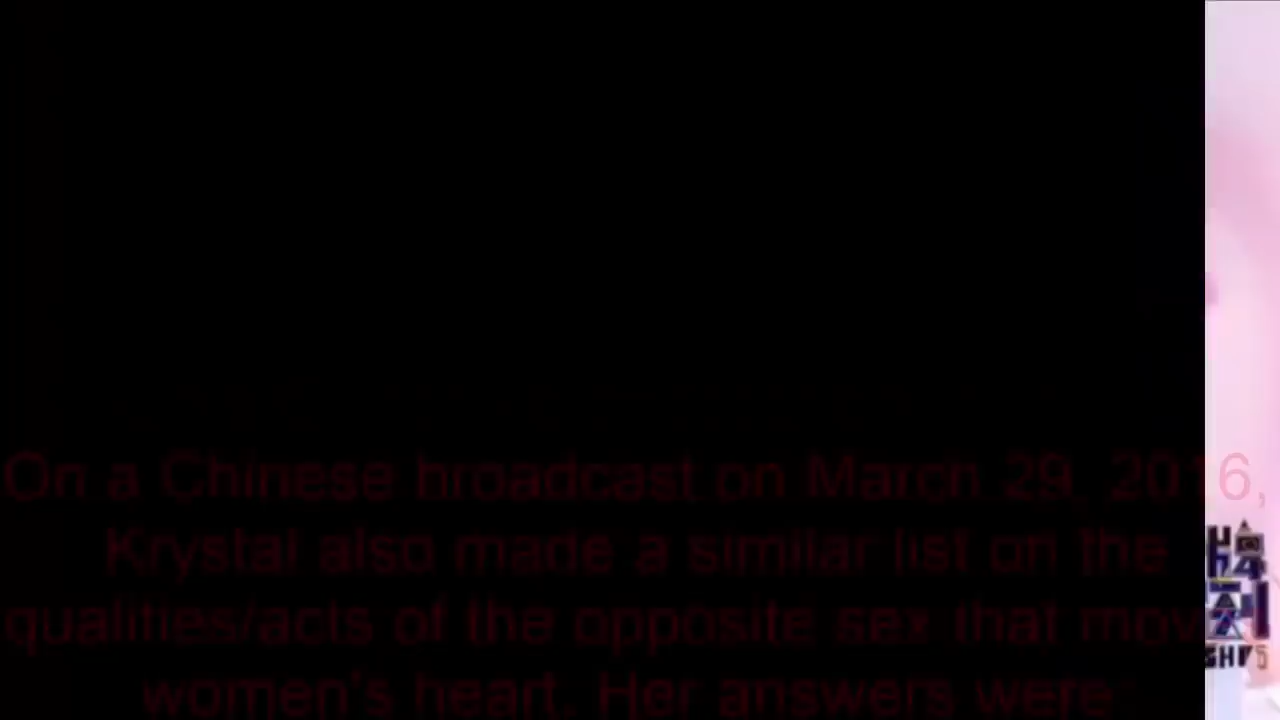 On a Chinese broadcast on March 29, 2016,
Krystal also made a similar list on the
qualities/acts of the opposite sex that mov
women's heart. Her answers were